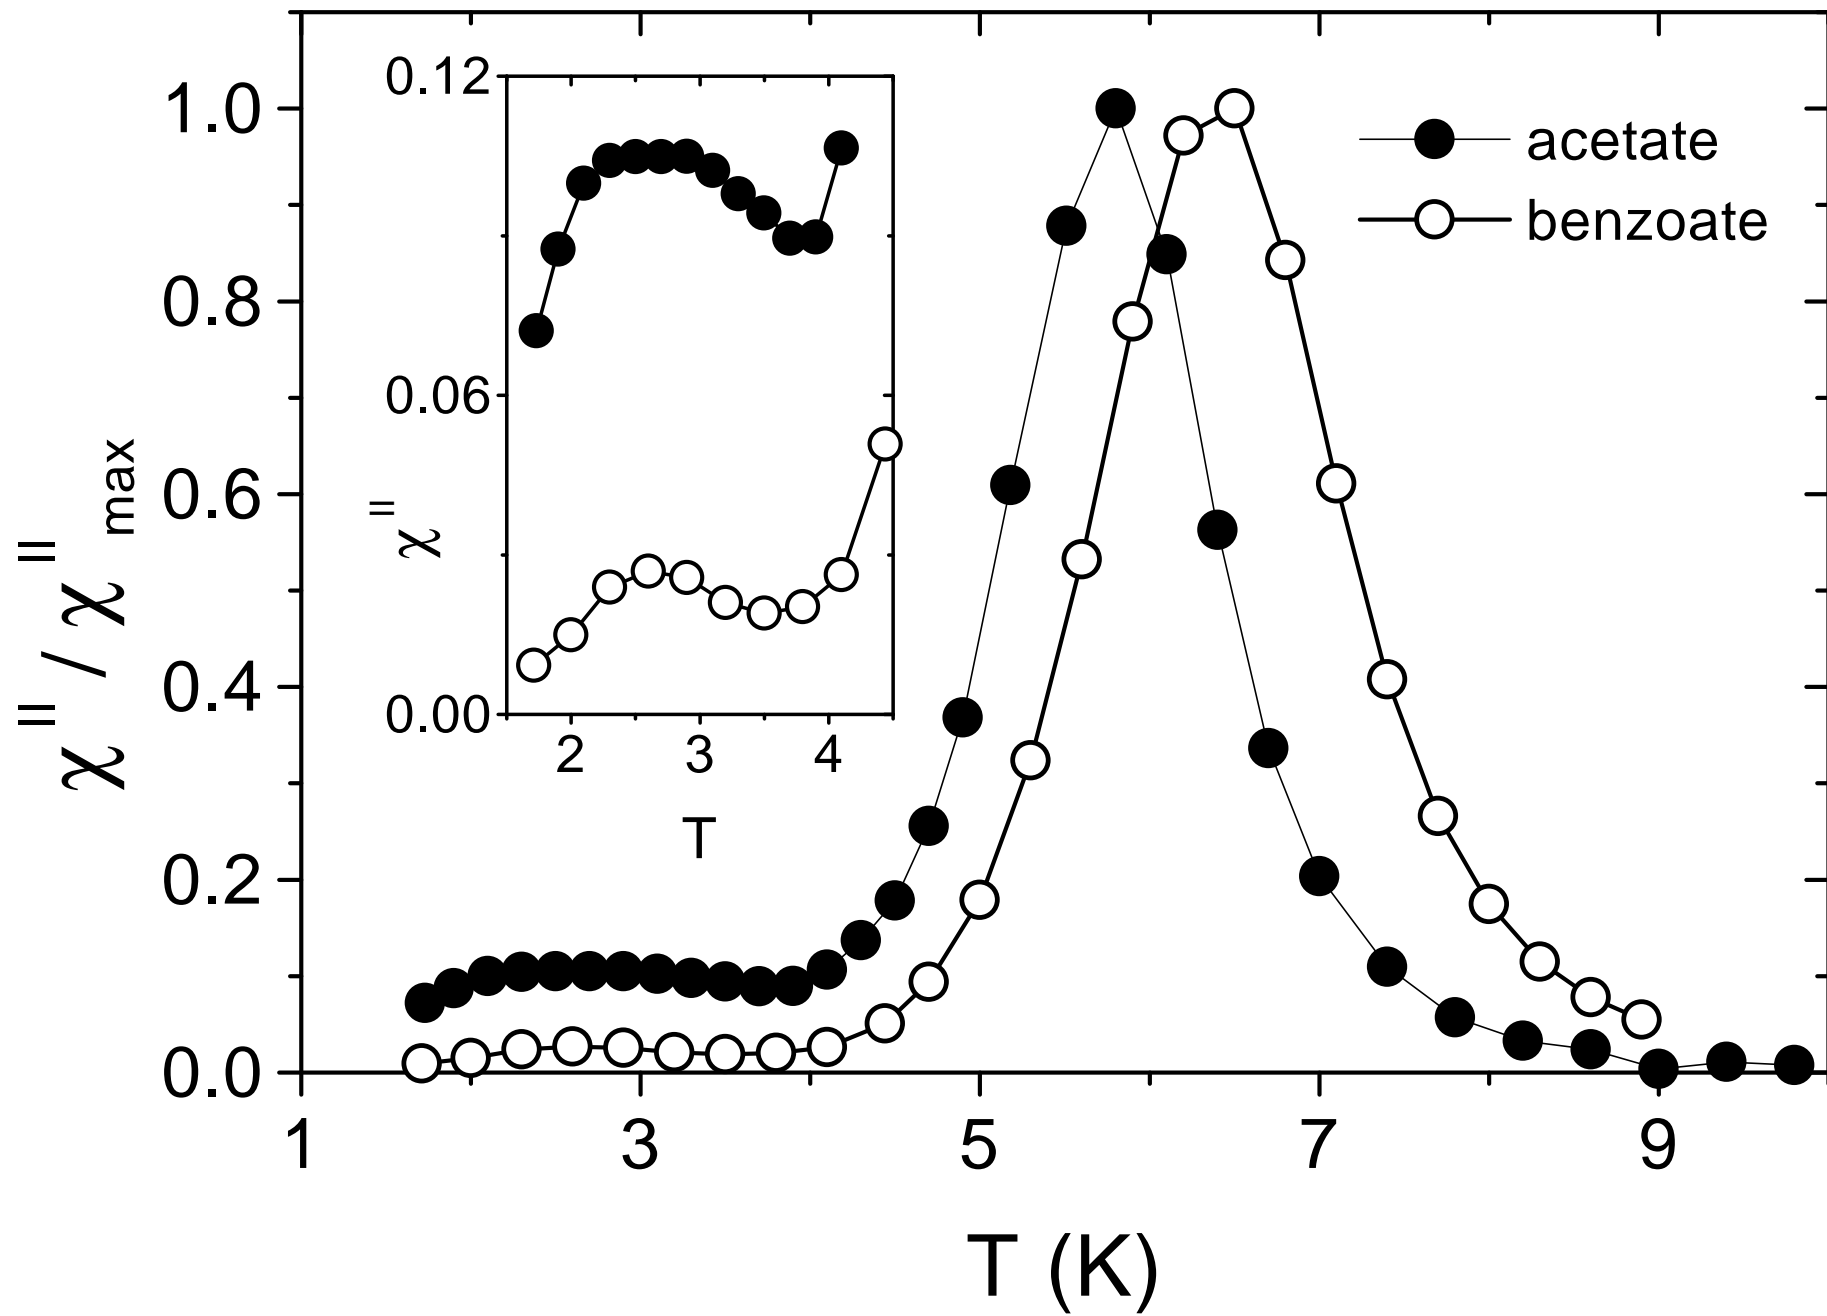 χ'' / χ'' max
1.0
0.8
0.6
0.4
0.2
0.0
1 3 5 7 9
T (K)
acetate
benzoate
χ''
0.12
0.06
0.00
2 3 4
T